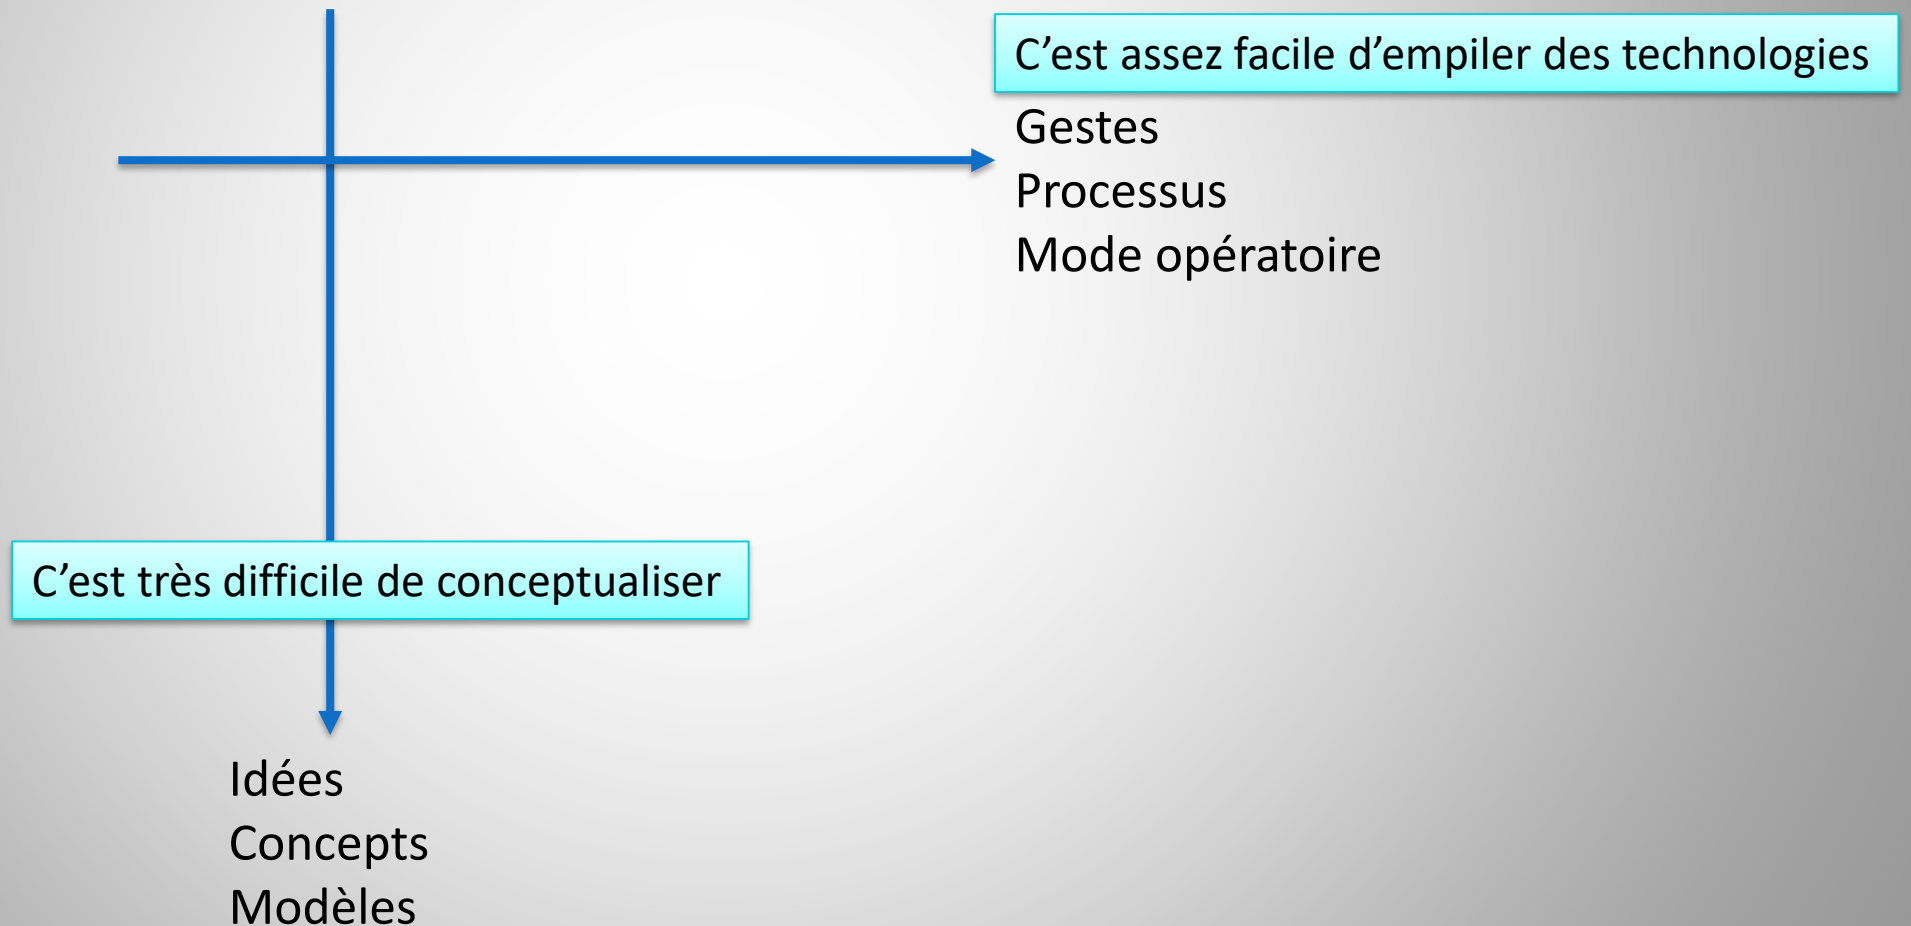 C’est assez facile d’empiler des technologies
Gestes
Processus
Mode opératoire
C’est très difficile de conceptualiser
Idées
Concepts
Modèles